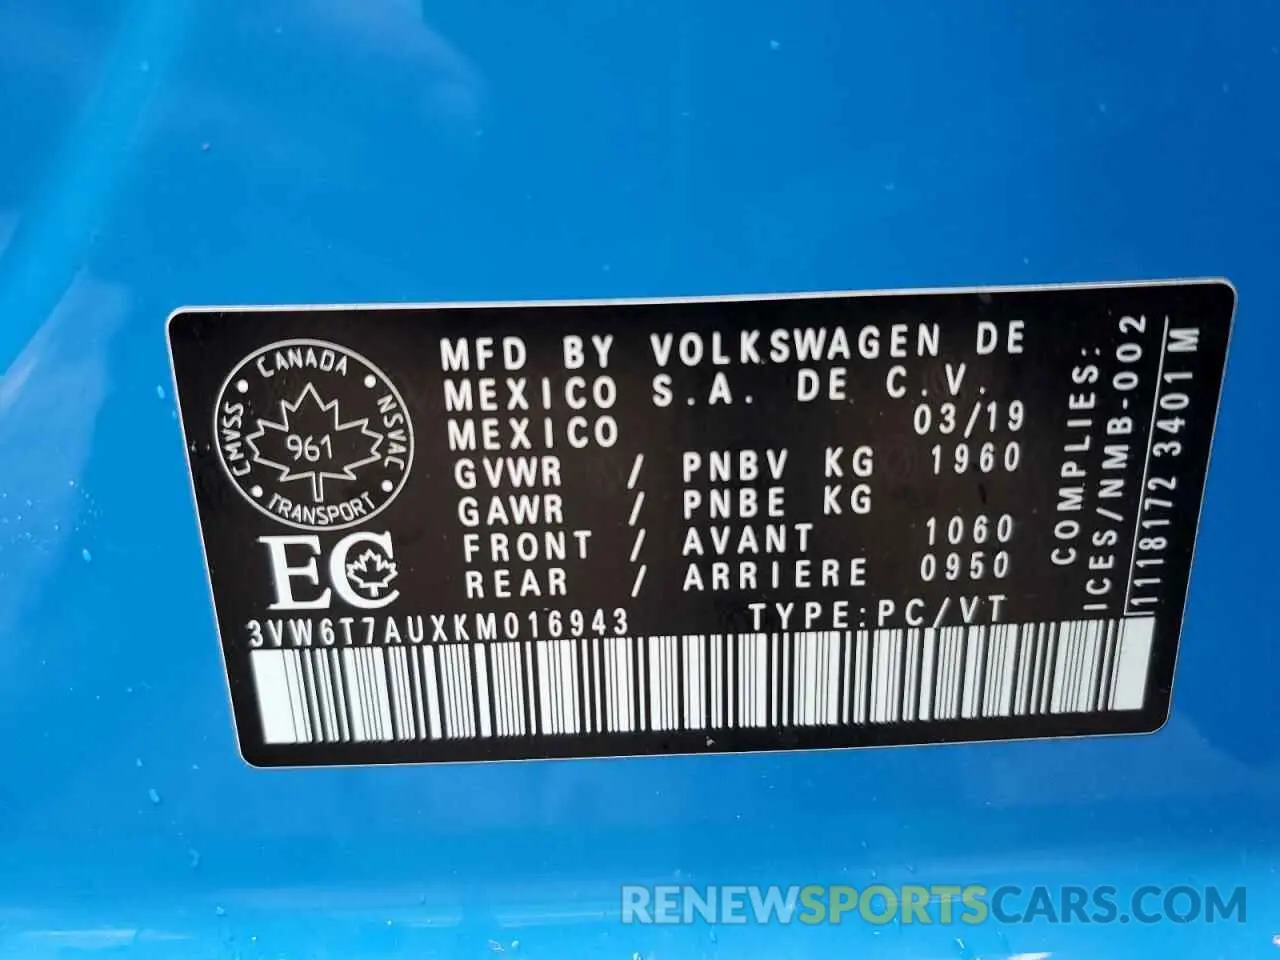 CANADA
CMVSS
NSVAC
961
TRANSPORT
EC
MFD BY VOLKSWAGEN DE
MEXICO S.A. DE C.V.
MEXICO 03/19
GVWR / PNBV KG 1960
GAWR / PNBE KG
FRONT / AVANT 1060
REAR / ARRIERE 0950
3VW6T7AUXKM016943 TYPE:PC/VT
COMPLIES:
ICES/NMB-002
1118172 3401 M
RENEWSPORTSCARS.COM